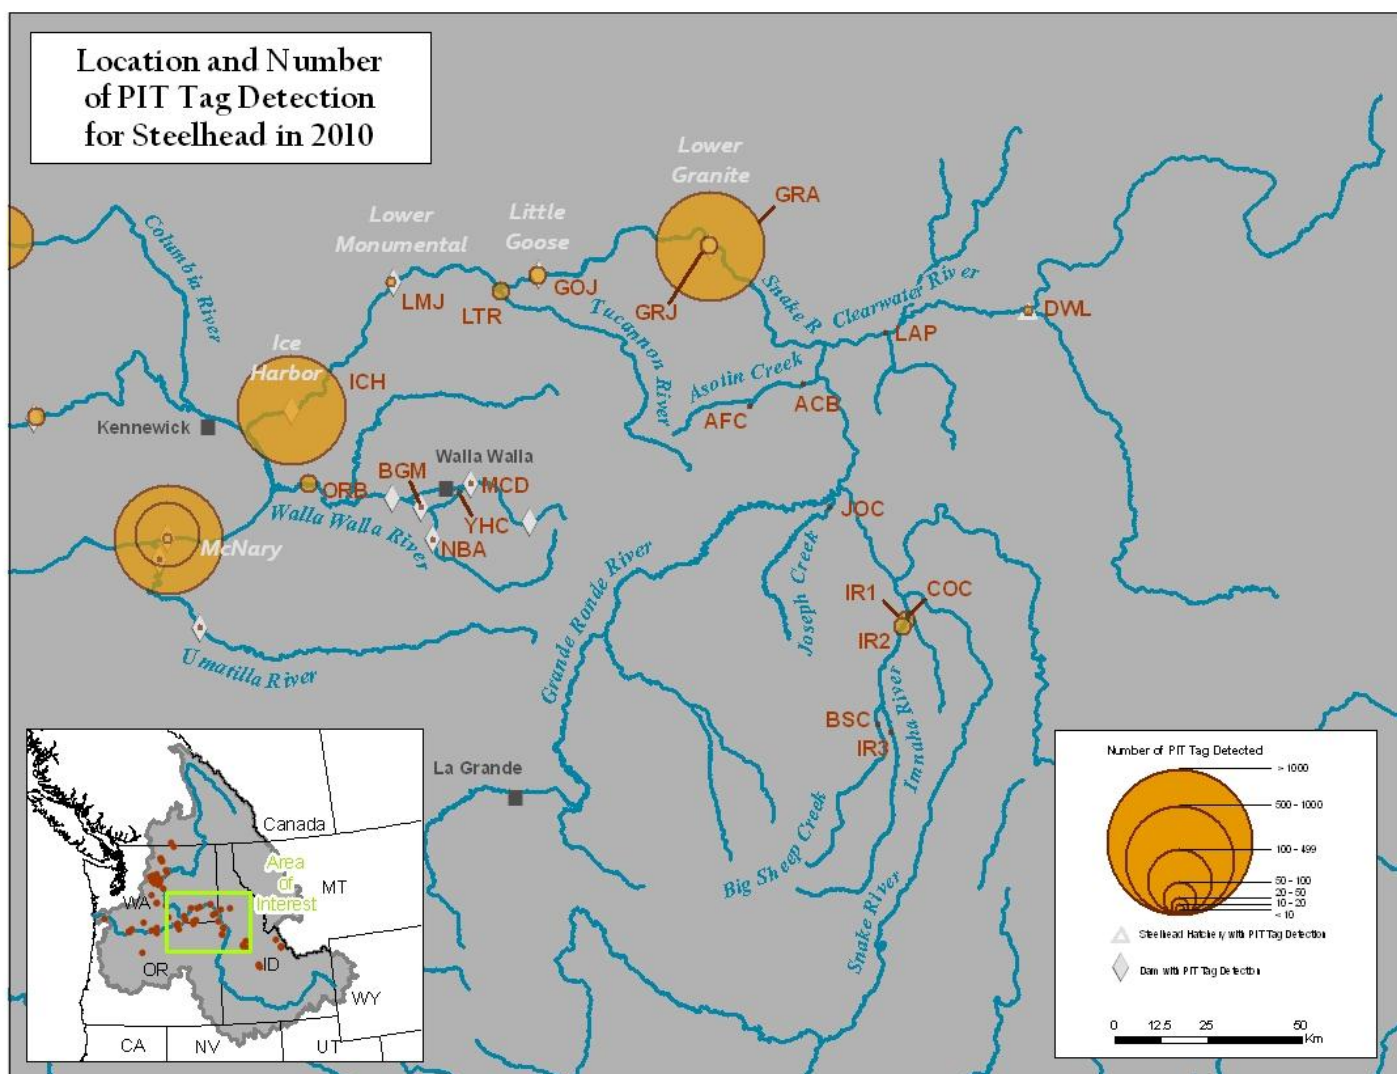 Location and Number
of PIT Tag Detection
for Steelhead in 2010
Lower
Granite
GRA
GRJ
Little
Goose
GOJ
Lower
Monumental
LMJ
LTR
Columbia River
Tucannon River
Snake R
Clearwater River
LAP
DWL
Ice
Harbor
ICH
Asotin Creek
ACB
AFC
Kennewick
Walla Walla
BGM
MCD
ORB
YHC
NBA
Walla Walla River
McNary
Umatilla River
JOC
Grande Ronde River
Joseph Creek
IR1
COC
IR2
BSC
IR3
Imnaha River
La Grande
Big Sheep Creek
Snake River
Canada
Area
of
Interest
WA
MT
OR
ID
WY
CA
NV
UT
Number of PIT Tag Detected
> 1000
500 - 1000
100 - 499
50 - 100
20 - 50
10 - 20
< 10
Steelhead Hatchery with PIT Tag Detection
Dam with PIT Tag Detection
0 12.5 25 50
Km